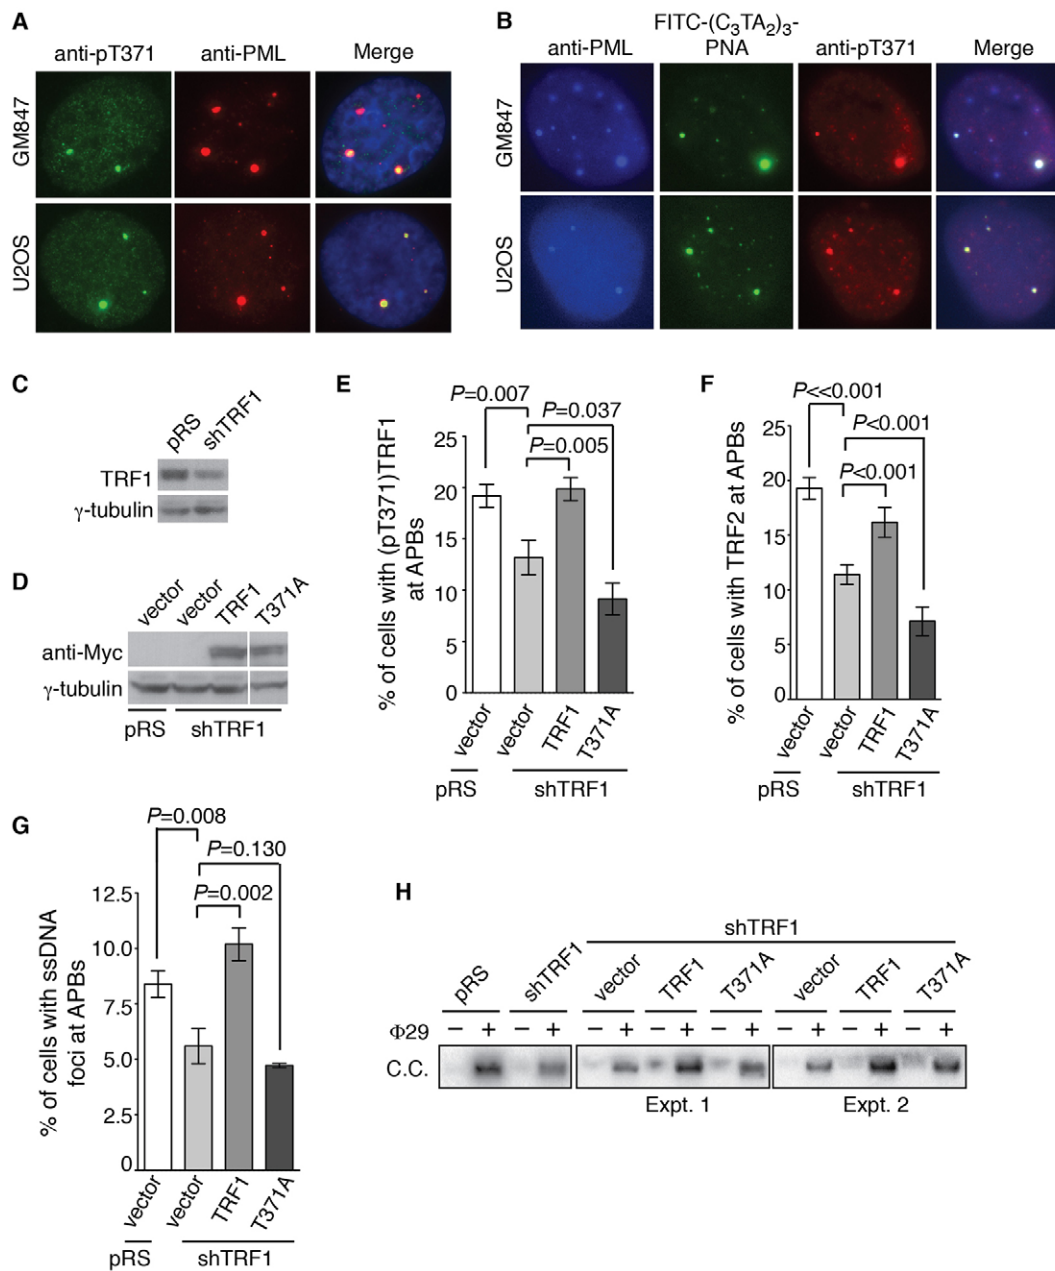 A
anti-pT371
anti-PML
Merge
GM847
U2OS
B
anti-PML
FITC-(C3TA2)3-
PNA
anti-pT371
Merge
GM847
U2OS
C
pRS
shTRF1
TRF1
γ-tubulin
D
vector
vector
TRF1
T371A
anti-Myc
γ-tubulin
pRS
shTRF1
E
P=0.007
P=0.037
P=0.005
% of cells with (pT371)TRF1
at APBs
25
20
15
10
5
0
vector
vector
TRF1
T371A
pRS
shTRF1
F
P<<0.001
P<0.001
P<0.001
% of cells with TRF2 at APBs
25
20
15
10
5
0
vector
vector
TRF1
T371A
pRS
shTRF1
G
P=0.008
P=0.130
P=0.002
% of cells with ssDNA
foci at APBs
12.5
10.0
7.5
5.0
2.5
0
vector
vector
TRF1
T371A
pRS
shTRF1
H
shTRF1
pRS
shTRF1
vector
TRF1
T371A
vector
TRF1
T371A
Φ29 − + − + − + − + − + − + − + − +
C.C.
Expt. 1
Expt. 2